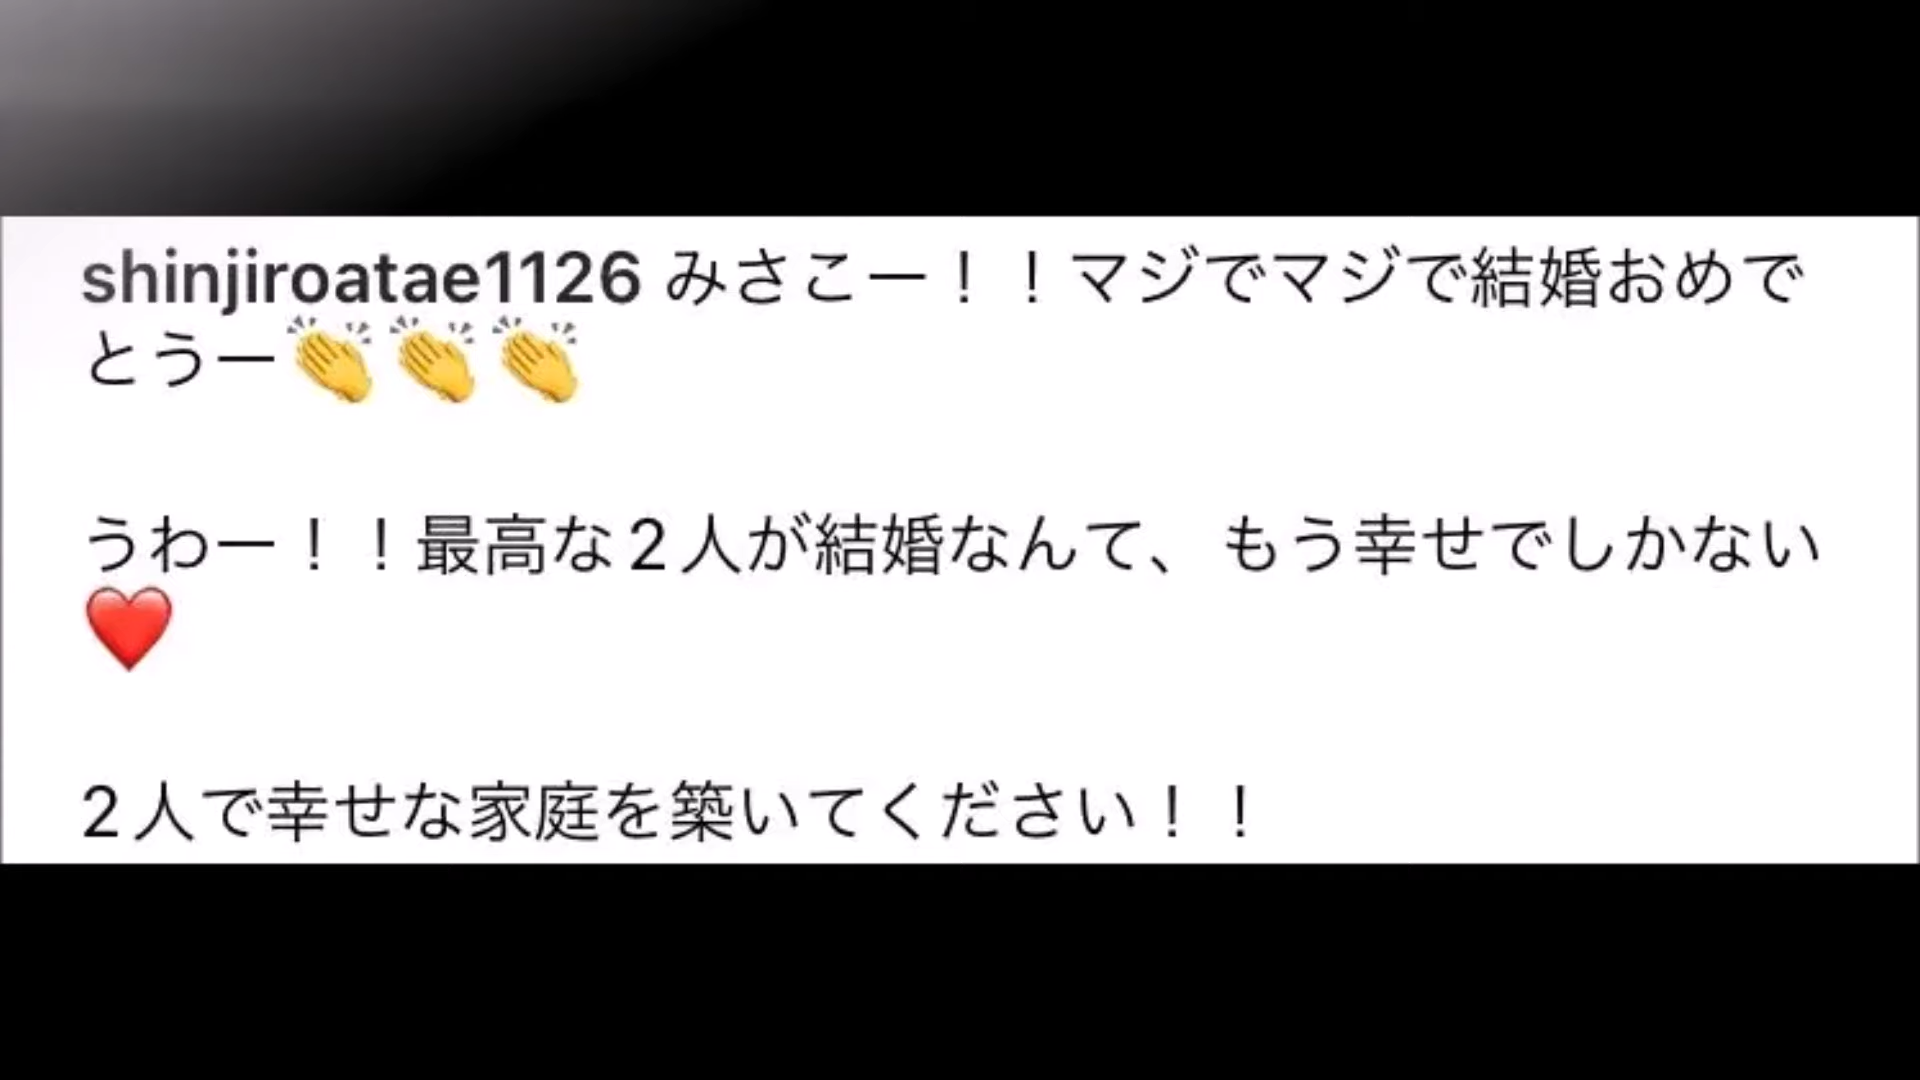 shinjiroatae1126 みさこー！！マジでマジで結婚おめで
とうー👏👏👏
うわー！！最高な2人が結婚なんて、もう幸せでしかない
❤️
2人で幸せな家庭を築いてください！！